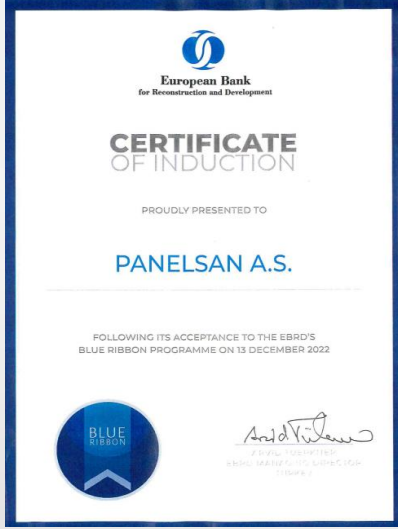 European Bank
for Reconstruction and Development
CERTIFICATE
OF INDUCTION
PROUDLY PRESENTED TO
PANELSAN A.S.
FOLLOWING ITS ACCEPTANCE TO THE EBRD'S
BLUE RIBBON PROGRAMME ON 13 DECEMBER 2022
BLUE
RIBBON